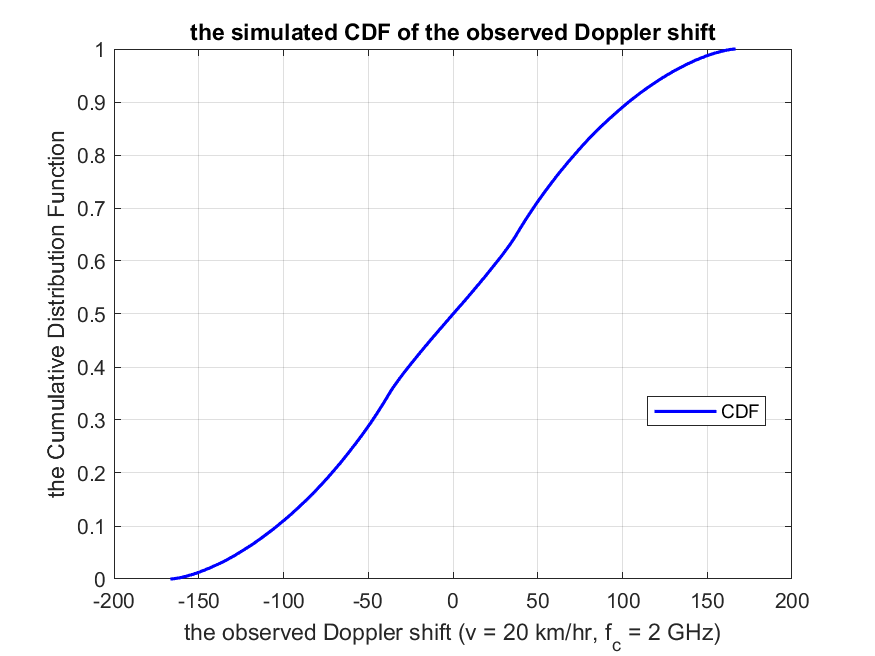 the simulated CDF of the observed Doppler shift
the Cumulative Distribution Function
1
0.9
0.8
0.7
0.6
0.5
0.4
0.3
0.2
0.1
0
CDF
-200 -150 -100 -50 0 50 100 150 200
the observed Doppler shift (v = 20 km/hr, f_c = 2 GHz)